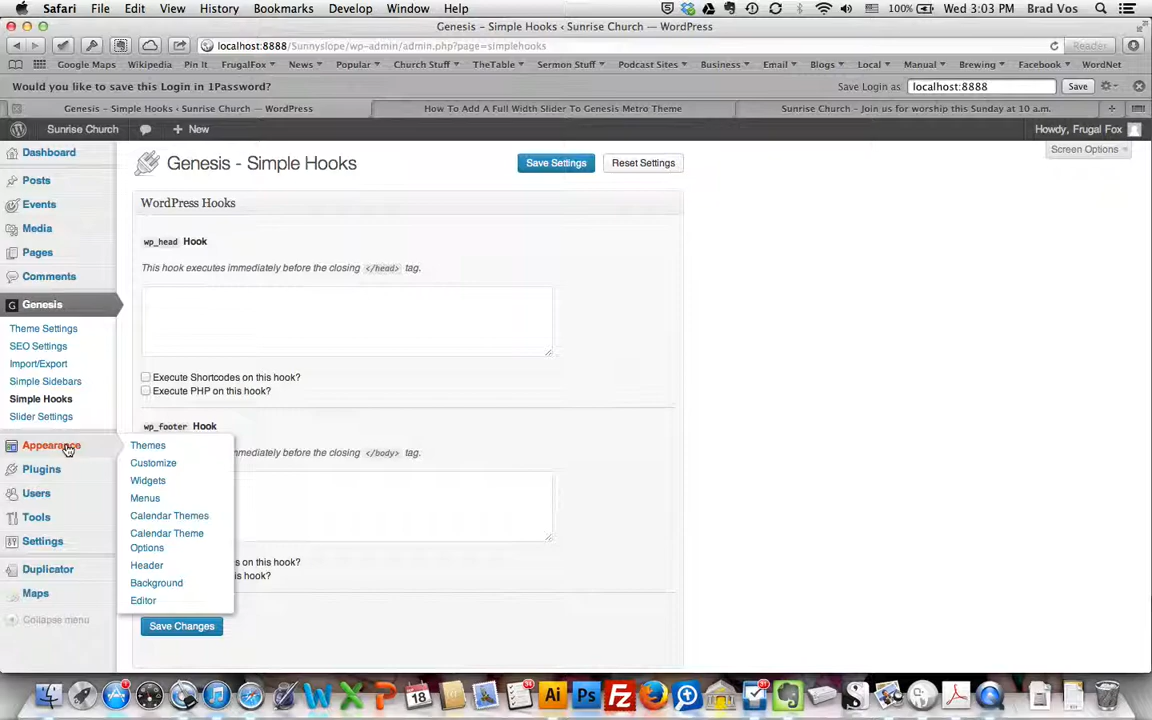 Safari File Edit View History Bookmarks Develop Window Help 100% Wed 3:03 PM Brad Vos
Genesis - Simple Hooks ‹ Sunrise Church — WordPress
localhost:8888/Sunnyslope/wp-admin/admin.php?page=simplehooks Reader
Google Maps Wikipedia Pin It FrugalFox News Popular Church Stuff TheTable Sermon Stuff Podcast Sites Business Email Blogs Local Manual Brewing Facebook WordNet
Would you like to save this Login in 1Password? Save Login as: localhost:8888 Save
Genesis - Simple Hooks ‹ Sunrise Church — WordPress How To Add A Full Width Slider To Genesis Metro Theme Sunrise Church - Join us for worship this Sunday at 10 a.m.
Sunrise Church + New Howdy, Frugal Fox
Screen Options
Dashboard
Posts
Events
Media
Pages
Comments
Genesis
Theme Settings
SEO Settings
Import/Export
Simple Sidebars
Simple Hooks
Slider Settings
Appearance
Plugins
Users
Tools
Settings
Duplicator
Maps
Collapse menu
Themes
Customize
Widgets
Menus
Calendar Themes
Calendar Theme
Options
Header
Background
Editor
Genesis - Simple Hooks Save Settings Reset Settings
WordPress Hooks
wp_head Hook
This hook executes immediately before the closing </head> tag.
Execute Shortcodes on this hook?
Execute PHP on this hook?
wp_footer Hook
mmediately before the closing </body> tag.
s on this hook?
is hook?
Save Changes